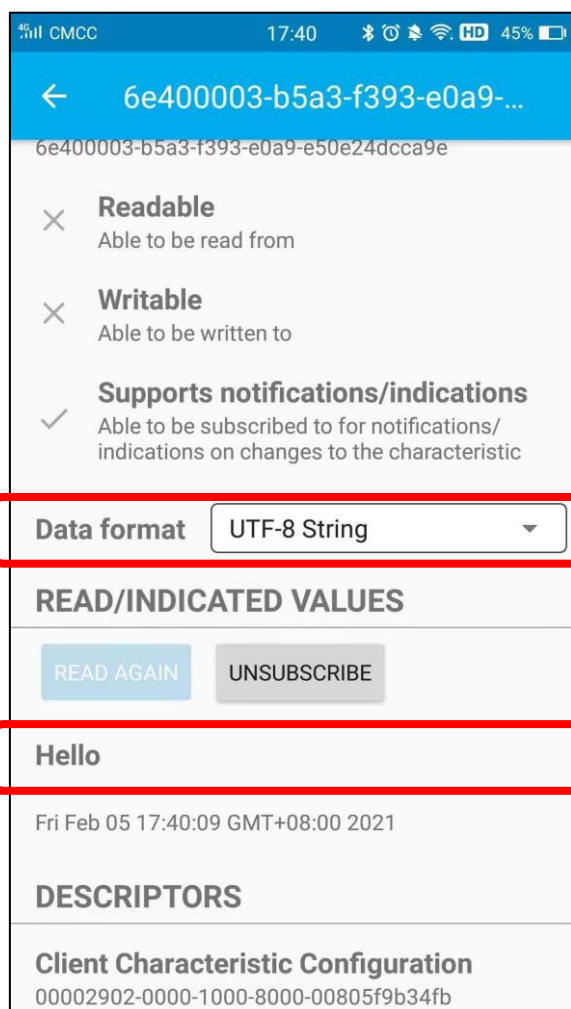 4G CMCC 17:40 HD 45%
6e400003-b5a3-f393-e0a9-...
6e400003-b5a3-f393-e0a9-e50e24dcca9e
Readable
Able to be read from
Writable
Able to be written to
Supports notifications/indications
Able to be subscribed to for notifications/
indications on changes to the characteristic
Data format UTF-8 String
READ/INDICATED VALUES
READ AGAIN UNSUBSCRIBE
Hello
Fri Feb 05 17:40:09 GMT+08:00 2021
DESCRIPTORS
Client Characteristic Configuration
00002902-0000-1000-8000-00805f9b34fb